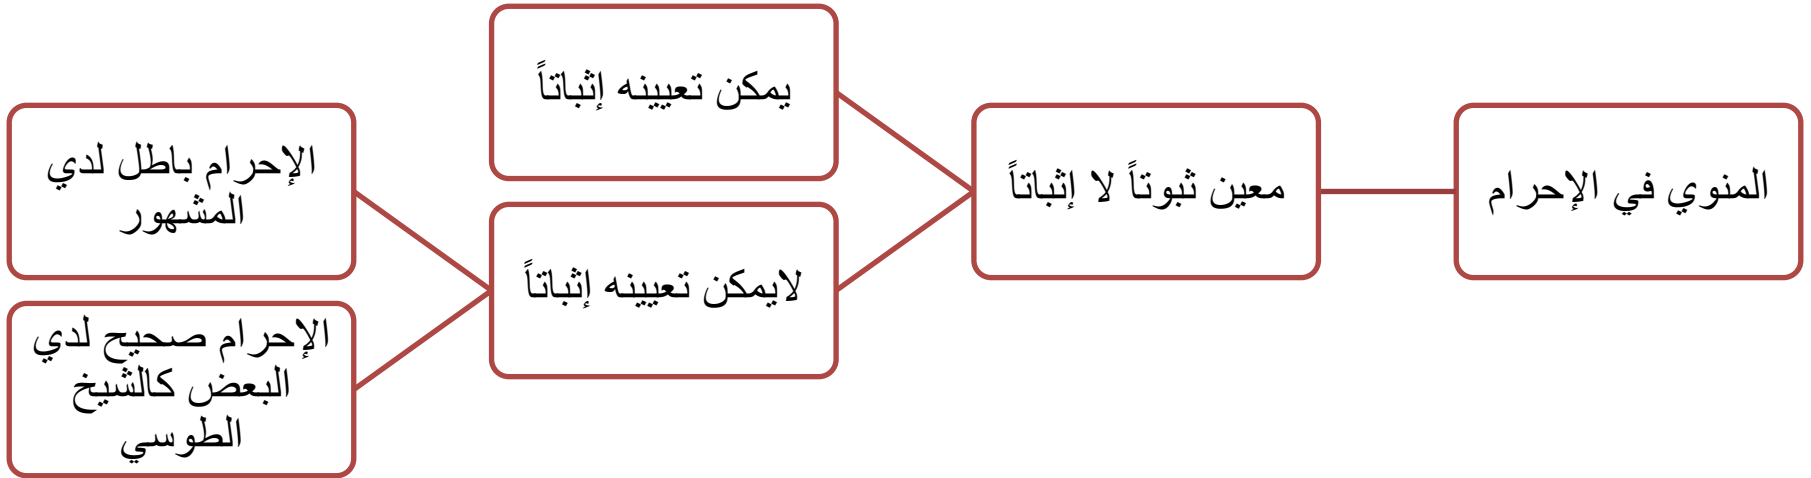 المنوي في الإحرام
معين ثبوتاً لا إثباتاً
يمكن تعيينه إثباتاً
لايمكن تعيينه إثباتاً
الإحرام باطل لدي
المشهور
الإحرام صحيح لدي
البعض كالشيخ
الطوسي